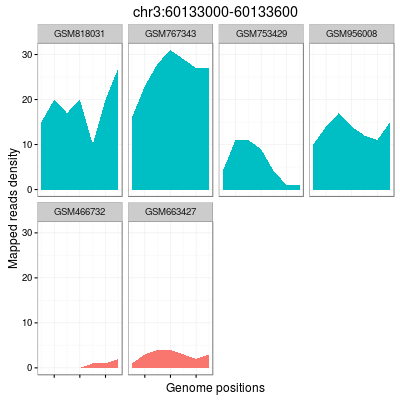 chr3:60133000-60133600
GSM818031 GSM767343 GSM753429 GSM956008
30
20
10
0
GSM466732 GSM663427
30
20
10
0
Mapped reads density
Genome positions